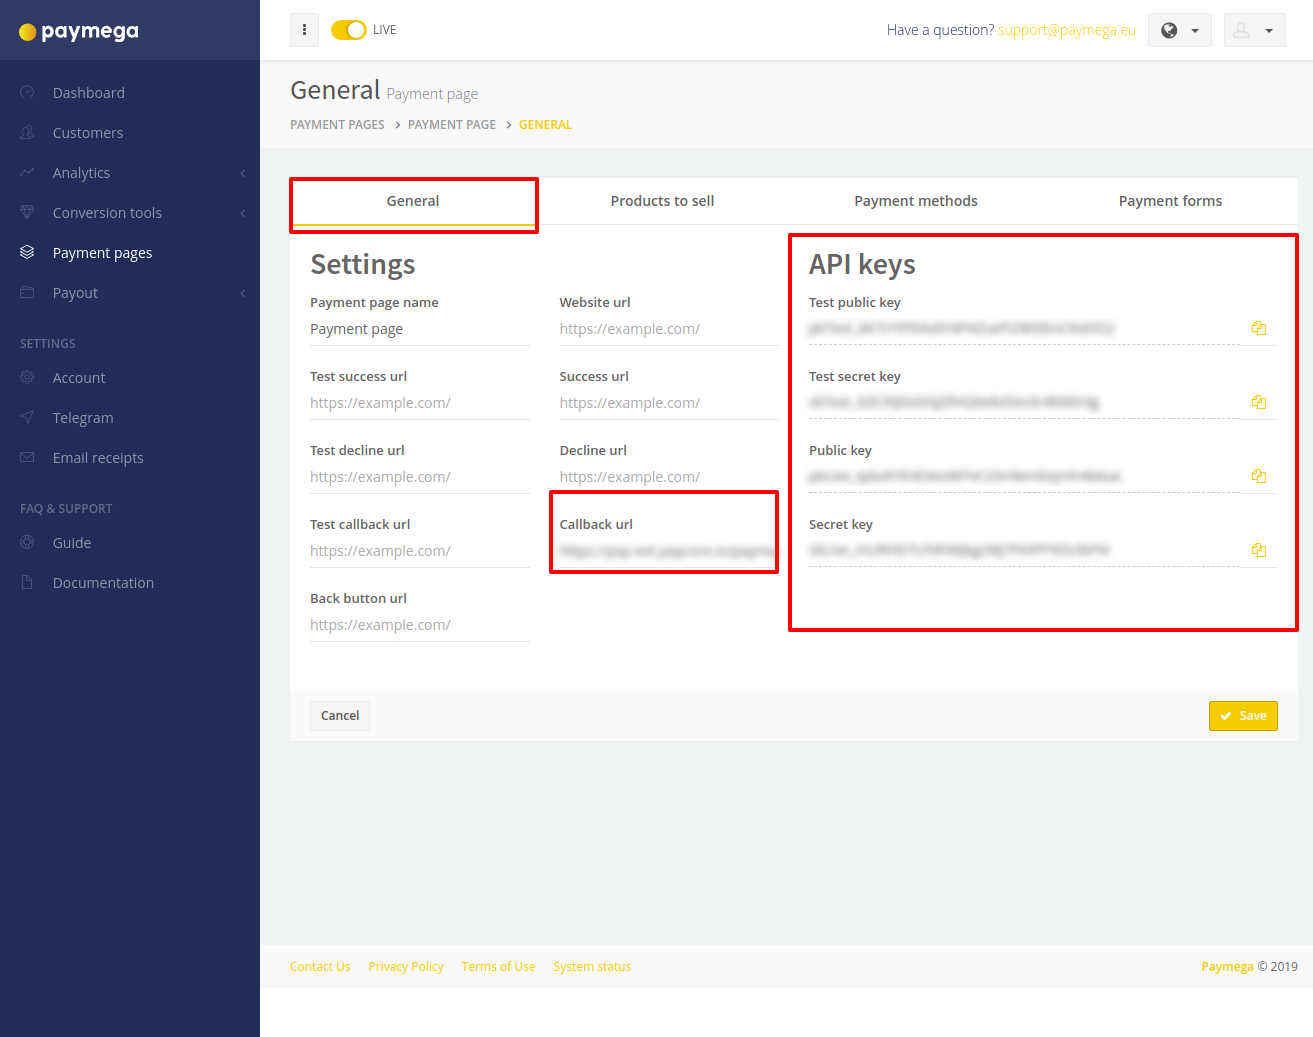 paymega
LIVE
Have a question? support@paymega.eu
Dashboard
Customers
Analytics
Conversion tools
Payment pages
Payout
SETTINGS
Account
Telegram
Email receipts
FAQ & SUPPORT
Guide
Documentation
General Payment page
PAYMENT PAGES > PAYMENT PAGE > GENERAL
General
Products to sell
Payment methods
Payment forms
Settings
Payment page name
Payment page
Website url
https://example.com/
Test success url
https://example.com/
Success url
https://example.com/
Test decline url
https://example.com/
Decline url
https://example.com/
Test callback url
https://example.com/
Callback url
Back button url
https://example.com/
API keys
Test public key
Test secret key
Public key
Secret key
Cancel
Save
Contact Us
Privacy Policy
Terms of Use
System status
Paymega © 2019